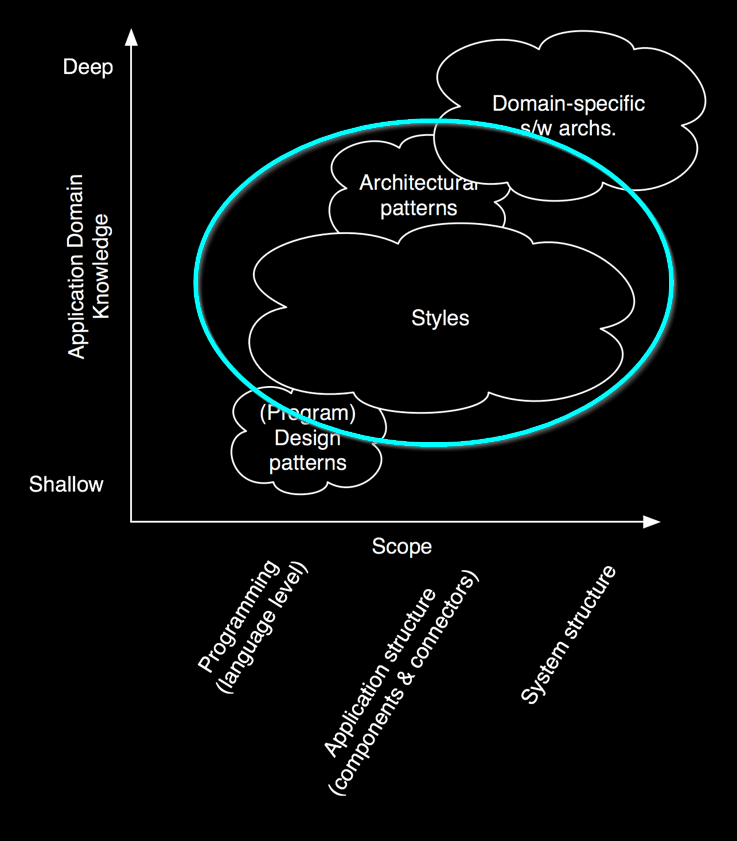 Deep
Domain-specific
s/w archs.
Architectural
patterns
Application Domain
Knowledge
Styles
(Program)
Design
patterns
Shallow
Scope
Programming
(language level)
Application structure
(components & connectors)
System structure